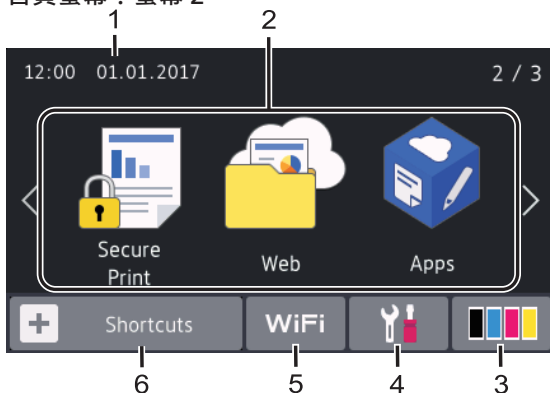 1
2
12:00 01.01.2017 2 / 3
Secure
Print
Web
Apps
Shortcuts WiFi
6 5 4 3